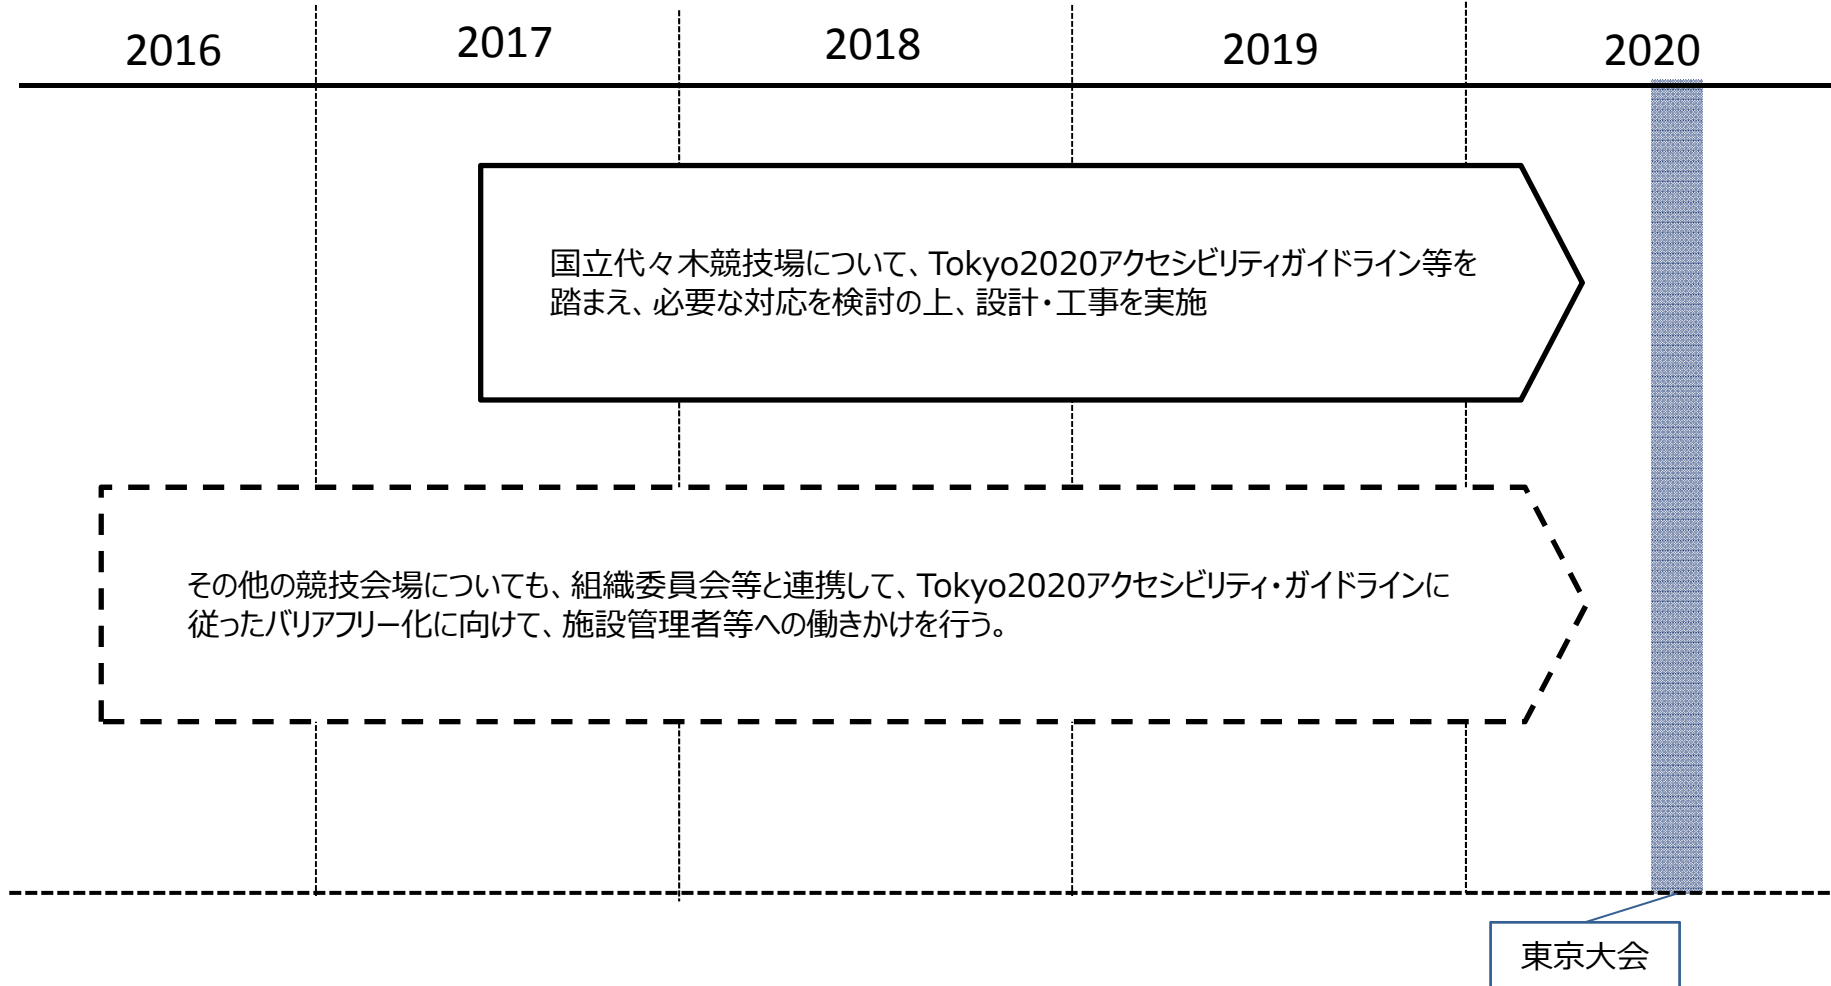 2016
2017
2018
2019
2020
国立代々木競技場について、Tokyo2020アクセシビリティガイドライン等を
踏まえ、必要な対応を検討の上、設計・工事を実施
その他の競技会場についても、組織委員会等と連携して、Tokyo2020アクセシビリティ・ガイドラインに
従ったバリアフリー化に向けて、施設管理者等への働きかけを行う。
東京大会